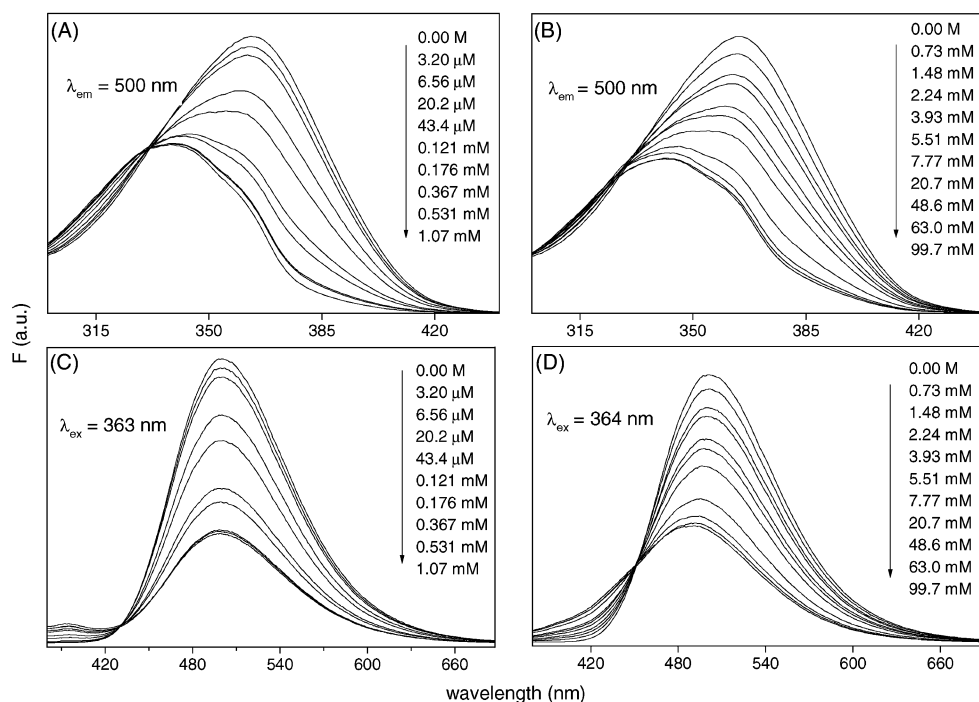 (A)
λem = 500 nm
0.00 M
3.20 μM
6.56 μM
20.2 μM
43.4 μM
0.121 mM
0.176 mM
0.367 mM
0.531 mM
1.07 mM
315 350 385 420
(B)
λem = 500 nm
0.00 M
0.73 mM
1.48 mM
2.24 mM
3.93 mM
5.51 mM
7.77 mM
20.7 mM
48.6 mM
63.0 mM
99.7 mM
315 350 385 420
F (a.u.)
(C)
λex = 363 nm
0.00 M
3.20 μM
6.56 μM
20.2 μM
43.4 μM
0.121 mM
0.176 mM
0.367 mM
0.531 mM
1.07 mM
420 480 540 600 660
(D)
λex = 364 nm
0.00 M
0.73 mM
1.48 mM
2.24 mM
3.93 mM
5.51 mM
7.77 mM
20.7 mM
48.6 mM
63.0 mM
99.7 mM
420 480 540 600 660
wavelength (nm)